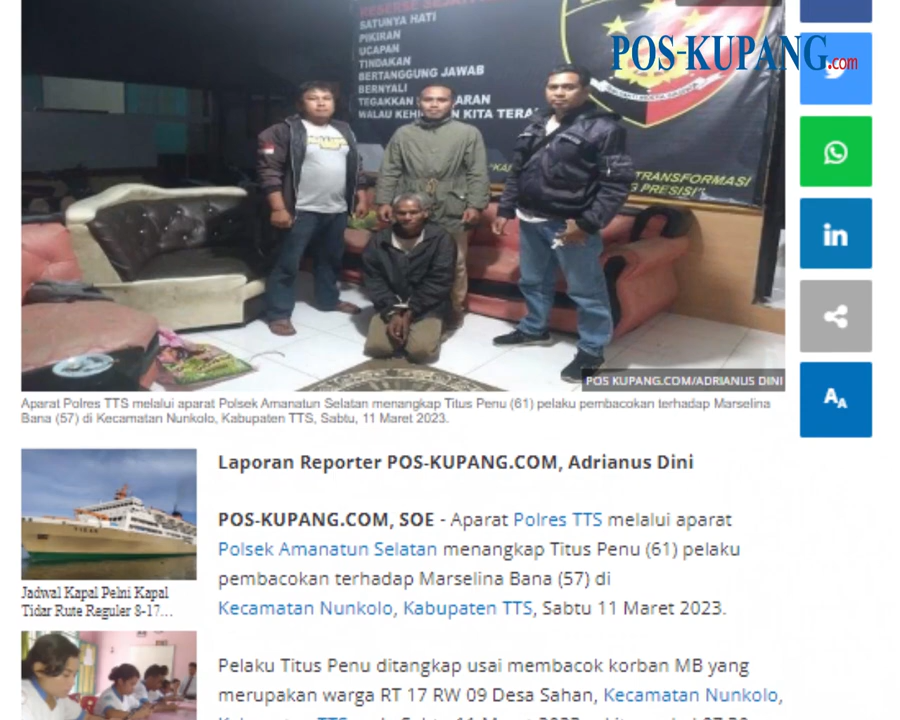 RESERSE
SATUNYA HATI
PIKIRAN
UCAPAN
TINDAKAN
BERTANGGUNG JAWAB
BERNYALI
TEGAKKAN
WALAU KITA
TRANSFORMASI
PRESISI"
POS-KUPANG.com
POS KUPANG.COM/ADRIANUS DINI
in
AA
Aparat Polres TTS melalui aparat Polsek Amanatun Selatan menangkap Titus Penu (61) pelaku pembacokan terhadap Marselina
Bana (57) di Kecamatan Nunkolo, Kabupaten TTS, Sabtu, 11 Maret 2023.
TIDAR
Jadwal Kapal Pelni Kapal
Tidar Rute Reguler 8-17...
Laporan Reporter POS-KUPANG.COM, Adrianus Dini
POS-KUPANG.COM, SOE - Aparat Polres TTS melalui aparat
Polsek Amanatun Selatan menangkap Titus Penu (61) pelaku
pembacokan terhadap Marselina Bana (57) di
Kecamatan Nunkolo, Kabupaten TTS, Sabtu 11 Maret 2023.
Pelaku Titus Penu ditangkap usai membacok korban MB yang
merupakan warga RT 17 RW 09 Desa Sahan, Kecamatan Nunkolo,